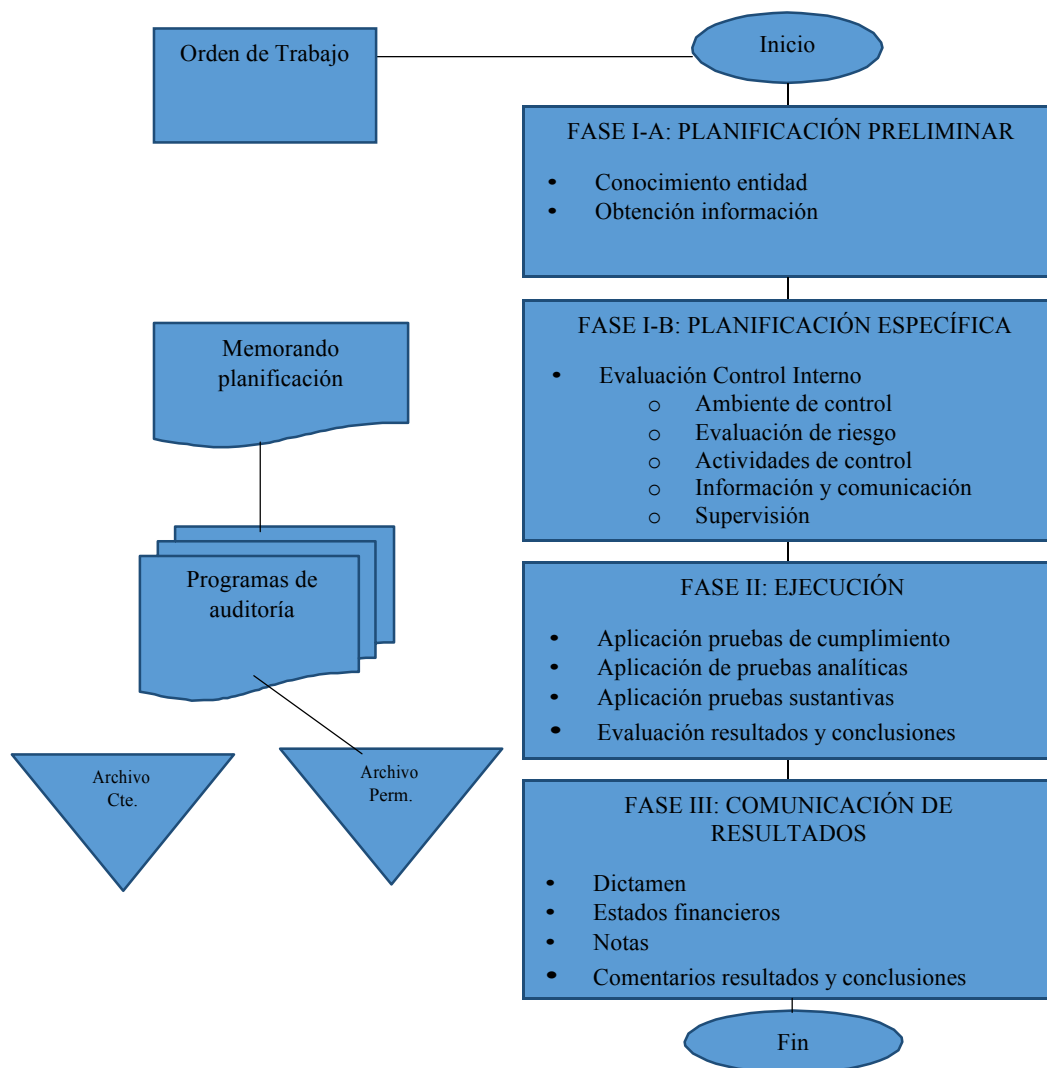 Orden de Trabajo
Inicio
FASE I-A: PLANIFICACIÓN PRELIMINAR
• Conocimiento entidad
• Obtención información
FASE I-B: PLANIFICACIÓN ESPECÍFICA
• Evaluación Control Interno
o Ambiente de control
o Evaluación de riesgo
o Actividades de control
o Información y comunicación
o Supervisión
Memorando
planificación
Programas de
auditoría
Archivo
Cte.
Archivo
Perm.
FASE II: EJECUCIÓN
• Aplicación pruebas de cumplimiento
• Aplicación de pruebas analíticas
• Aplicación pruebas sustantivas
• Evaluación resultados y conclusiones
FASE III: COMUNICACIÓN DE
RESULTADOS
• Dictamen
• Estados financieros
• Notas
• Comentarios resultados y conclusiones
Fin